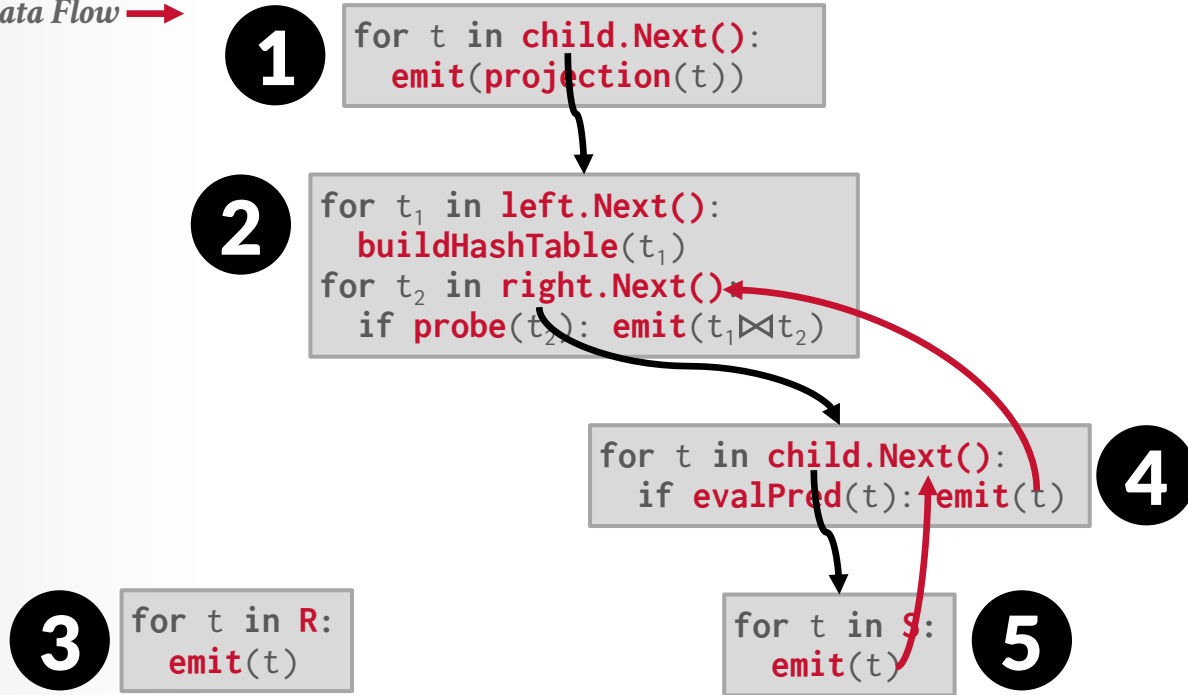 ata Flow
1
for t in child.Next():
emit(projection(t))
2
for t₁ in left.Next():
buildHashTable(t₁)
for t₂ in right.Next():
if probe(t₂): emit(t₁⋈t₂)
for t in child.Next():
if evalPred(t): emit(t)
4
3
for t in R:
emit(t)
for t in S:
emit(t)
5